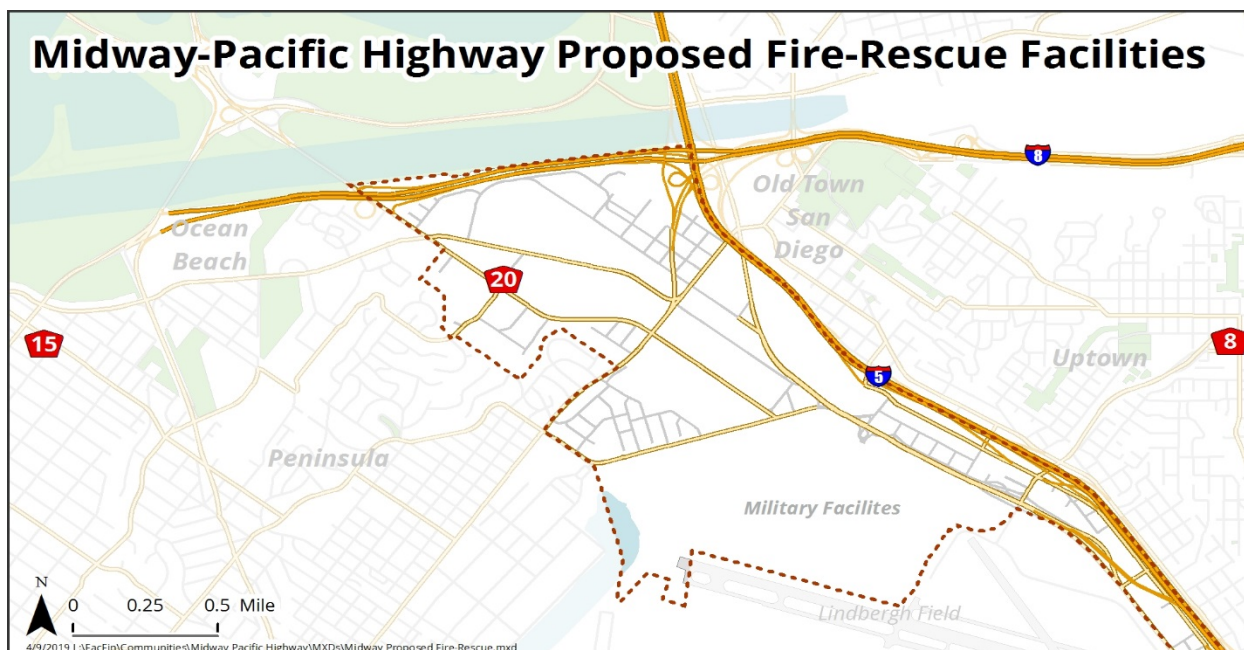 Midway-Pacific Highway Proposed Fire-Rescue Facilities
8
Old Town
San
Diego
Ocean
Beach
20
15
8
Uptown
5
Peninsula
Military Facilites
N
0 0.25 0.5 Mile
Lindbergh Field
4/9/2019 L:\FacFin\Communities\Midway Pacific Highway\MXDs\Midway Proposed Fire-Rescue.mxd